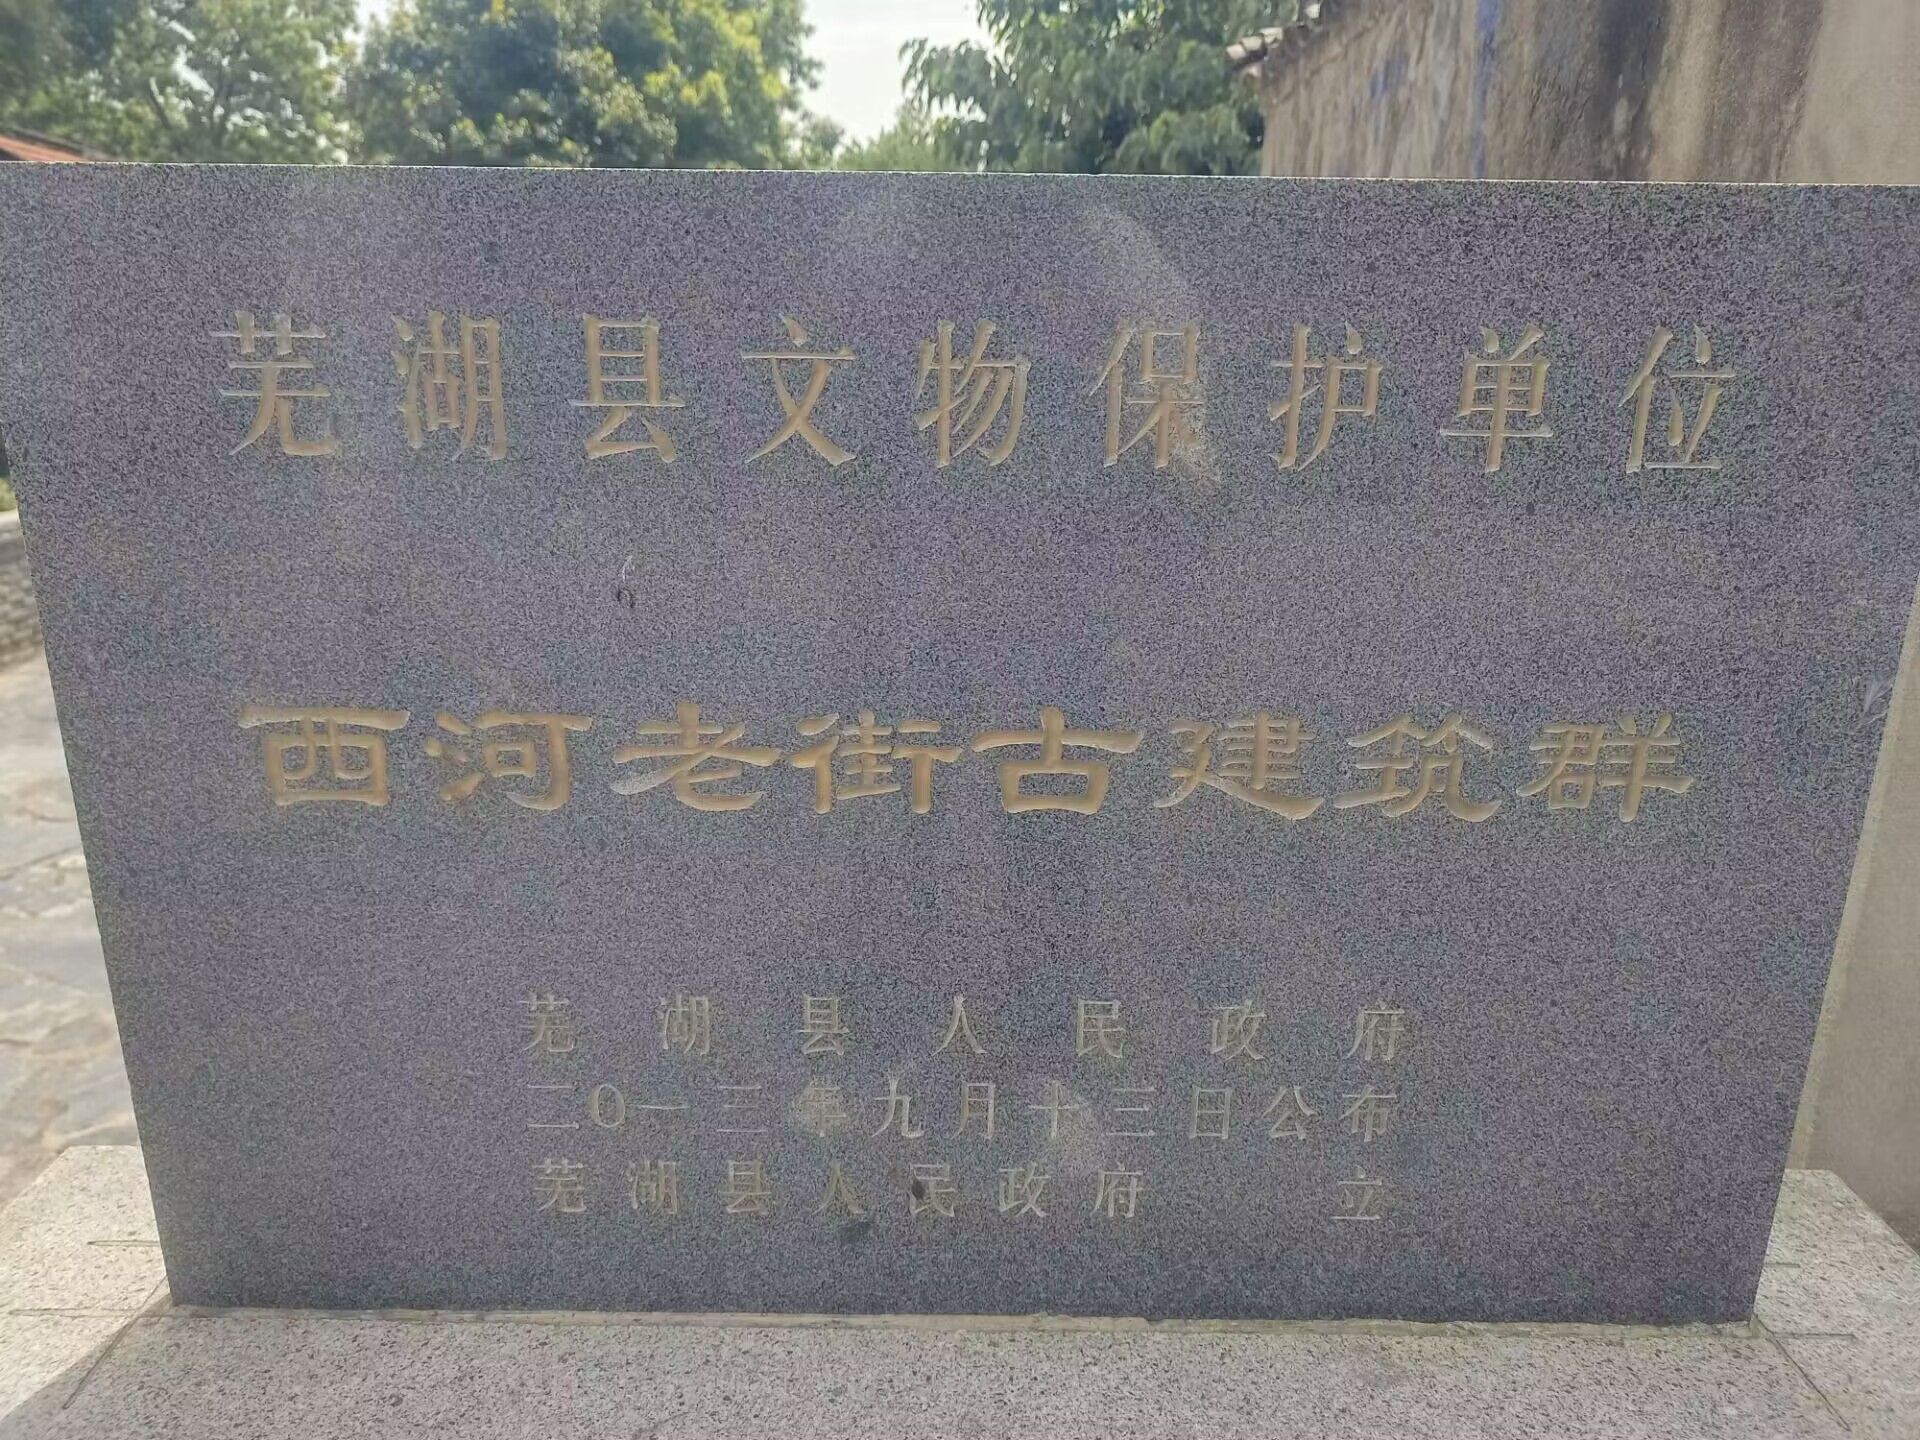 芜湖县文物保护单位
西河老街古建筑群
芜湖县人民政府
二〇一三年九月十三日公布
芜湖县人民政府 立